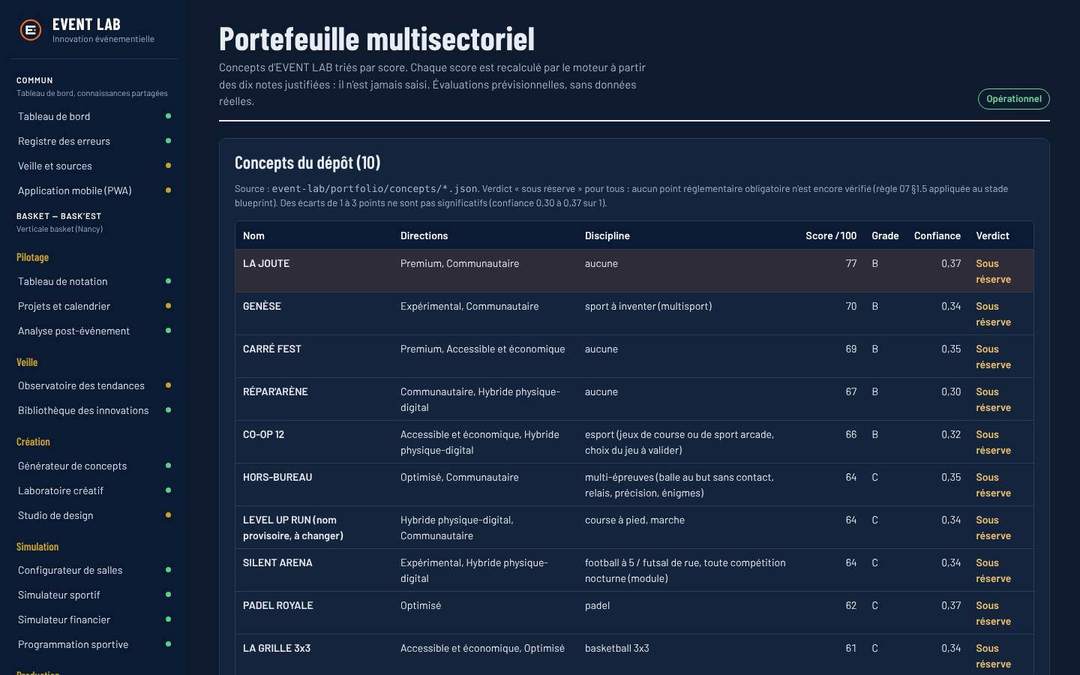 EVENT LAB
Innovation événementielle
COMMUN
Tableau de bord, connaissances partagées
Tableau de bord
Registre des erreurs
Veille et sources
Application mobile (PWA)
BASKET — BASK'EST
Verticale basket (Nancy)
Pilotage
Tableau de notation
Projets et calendrier
Analyse post-événement
Veille
Observatoire des tendances
Bibliothèque des innovations
Création
Générateur de concepts
Laboratoire créatif
Studio de design
Simulation
Configurateur de salles
Simulateur sportif
Simulateur financier
Programmation sportive
Portefeuille multisectoriel
Concepts d'EVENT LAB triés par score. Chaque score est recalculé par le moteur à partir
des dix notes justifiées : il n'est jamais saisi. Évaluations prévisionnelles, sans données
réelles.
Opérationnel
Concepts du dépôt (10)
Source : event-lab/portfolio/concepts/*.json. Verdict « sous réserve » pour tous : aucun point réglementaire obligatoire n'est encore vérifié (règle 07 §1.5 appliquée au stade
blueprint). Des écarts de 1 à 3 points ne sont pas significatifs (confiance 0,30 à 0,37 sur 1).
Nom Directions Discipline Score /100 Grade Confiance Verdict
LA JOUTE Premium, Communautaire aucune 77 B 0,37 Sous
réserve
GENÈSE Expérimental, Communautaire sport à inventer (multisport) 70 B 0,34 Sous
réserve
CARRÉ FEST Premium, Accessible et économique aucune 69 B 0,35 Sous
réserve
RÉPAR'ARÈNE Communautaire, Hybride physique- aucune 67 B 0,30 Sous
digital réserve
CO-OP 12 Accessible et économique, Hybride esport (jeux de course ou de sport arcade, 66 B 0,32 Sous
physique-digital choix du jeu à valider) réserve
HORS-BUREAU Optimisé, Communautaire multi-épreuves (balle au but sans contact, 64 C 0,35 Sous
relais, précision, énigmes) réserve
LEVEL UP RUN (nom Hybride physique-digital, course à pied, marche 64 C 0,34 Sous
provisoire, à changer) Communautaire réserve
SILENT ARENA Expérimental, Hybride physique- football à 5 / futsal de rue, toute compétition 64 C 0,34 Sous
digital nocturne (module) réserve
PADEL ROYALE Optimisé padel 62 C 0,37 Sous
réserve
LA GRILLE 3x3 Accessible et économique, Optimisé basketball 3x3 61 C 0,34 Sous
réserve